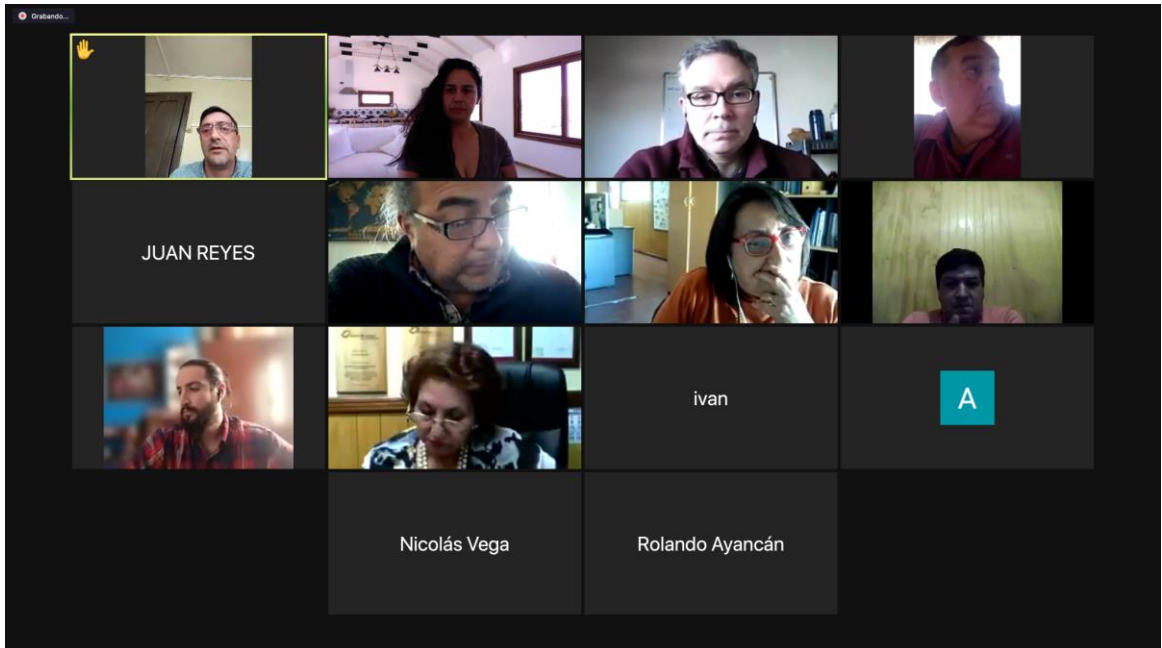 Grabando...
JUAN REYES
ivan
A
Nicolás Vega
Rolando Ayancán